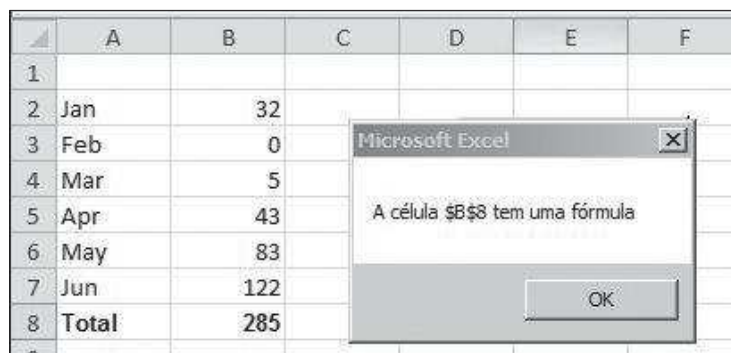 A B C D E F
1
2 Jan 32
3 Feb 0
4 Mar 5
5 Apr 43
6 May 83
7 Jun 122
8 Total 285
Microsoft Excel
A célula $B$8 tem uma fórmula
OK